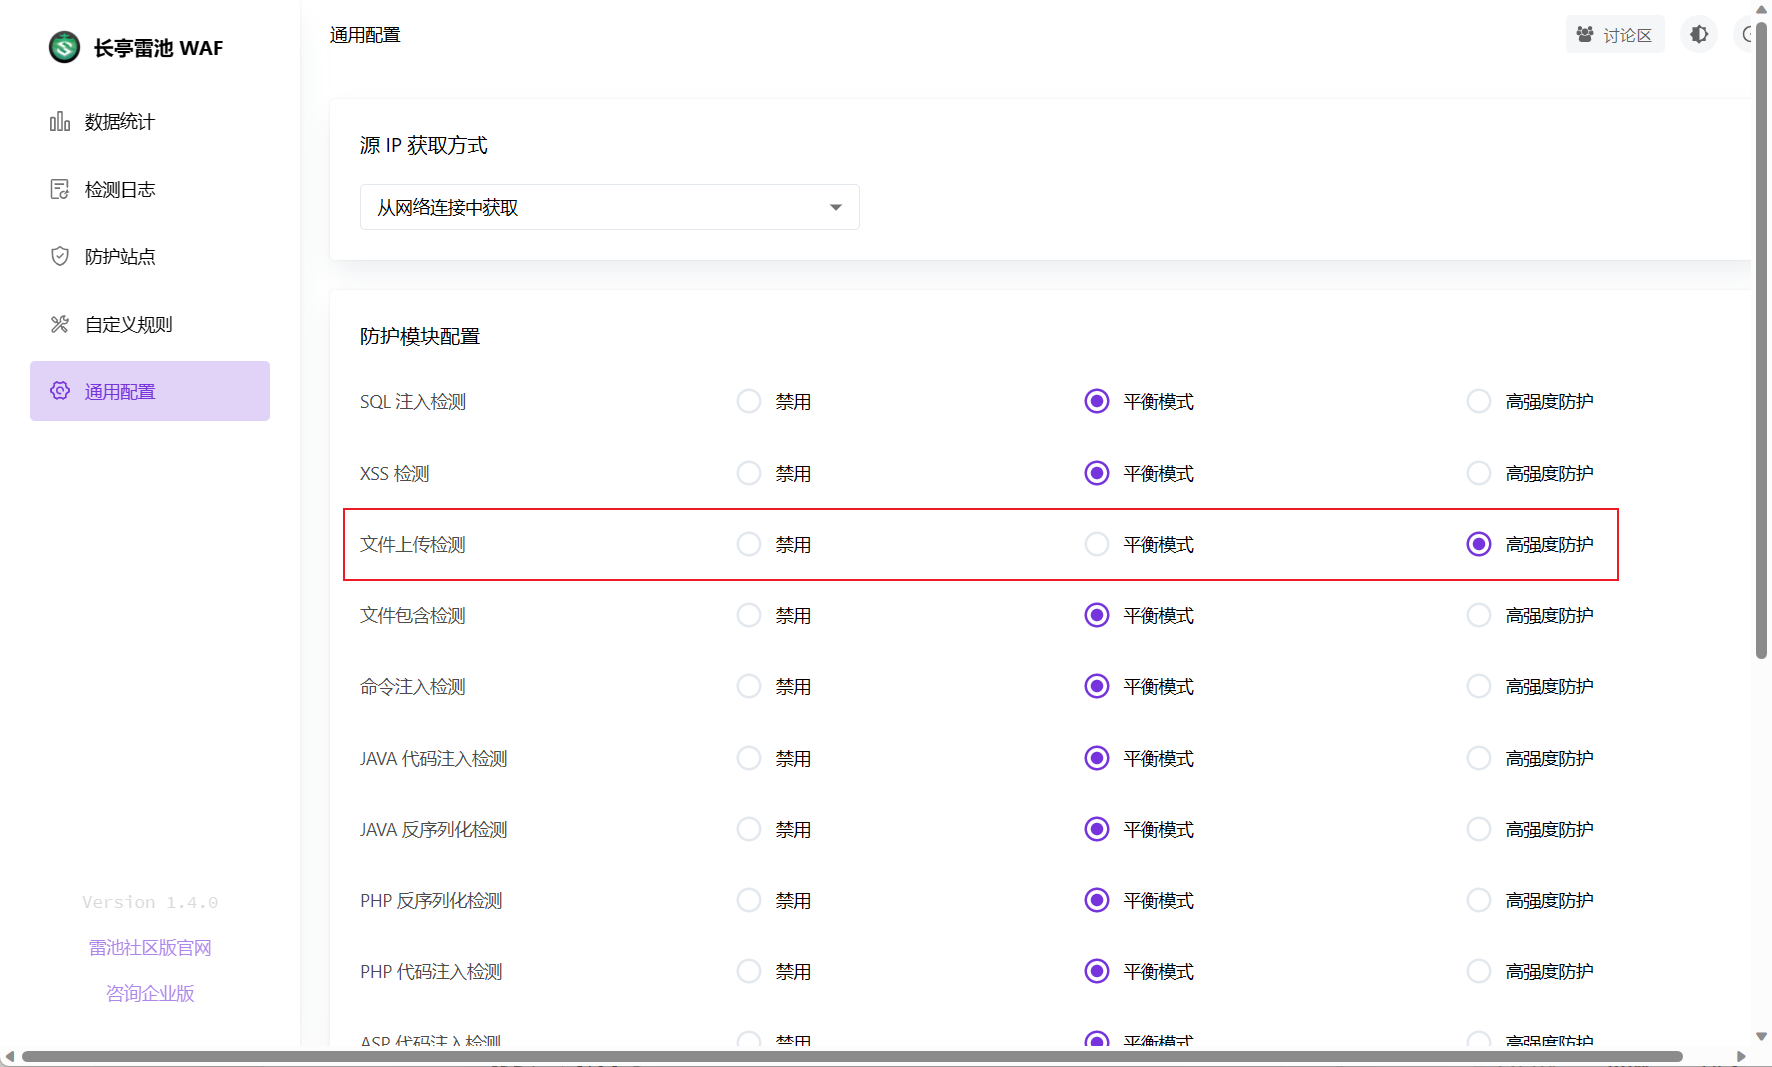 长亭雷池 WAF
数据统计
检测日志
防护站点
自定义规则
通用配置
Version 1.4.0
雷池社区版官网
咨询企业版
通用配置
讨论区
源 IP 获取方式
从网络连接中获取
防护模块配置
SQL 注入检测 禁用 平衡模式 高强度防护
XSS 检测 禁用 平衡模式 高强度防护
文件上传检测 禁用 平衡模式 高强度防护
文件包含检测 禁用 平衡模式 高强度防护
命令注入检测 禁用 平衡模式 高强度防护
JAVA 代码注入检测 禁用 平衡模式 高强度防护
JAVA 反序列化检测 禁用 平衡模式 高强度防护
PHP 反序列化检测 禁用 平衡模式 高强度防护
PHP 代码注入检测 禁用 平衡模式 高强度防护
ASP 代码注入检测 禁用 平衡模式 高强度防护